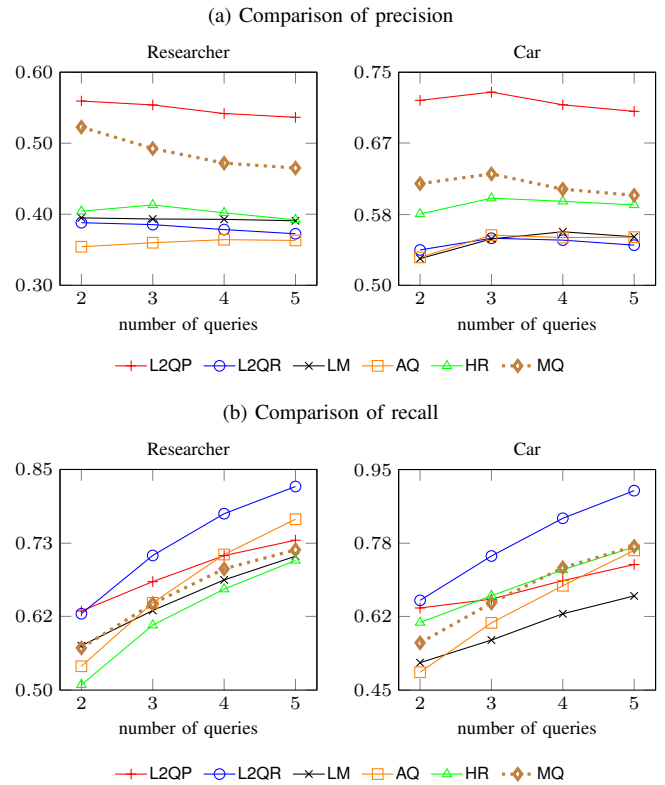 (a) Comparison of precision
Researcher
Car
0.60
0.50
0.40
0.30
2 3 4 5
number of queries
0.75
0.67
0.58
0.50
2 3 4 5
number of queries
L2QP L2QR LM AQ HR MQ
(b) Comparison of recall
Researcher
Car
0.85
0.73
0.62
0.50
2 3 4 5
number of queries
0.95
0.78
0.62
0.45
2 3 4 5
number of queries
L2QP L2QR LM AQ HR MQ